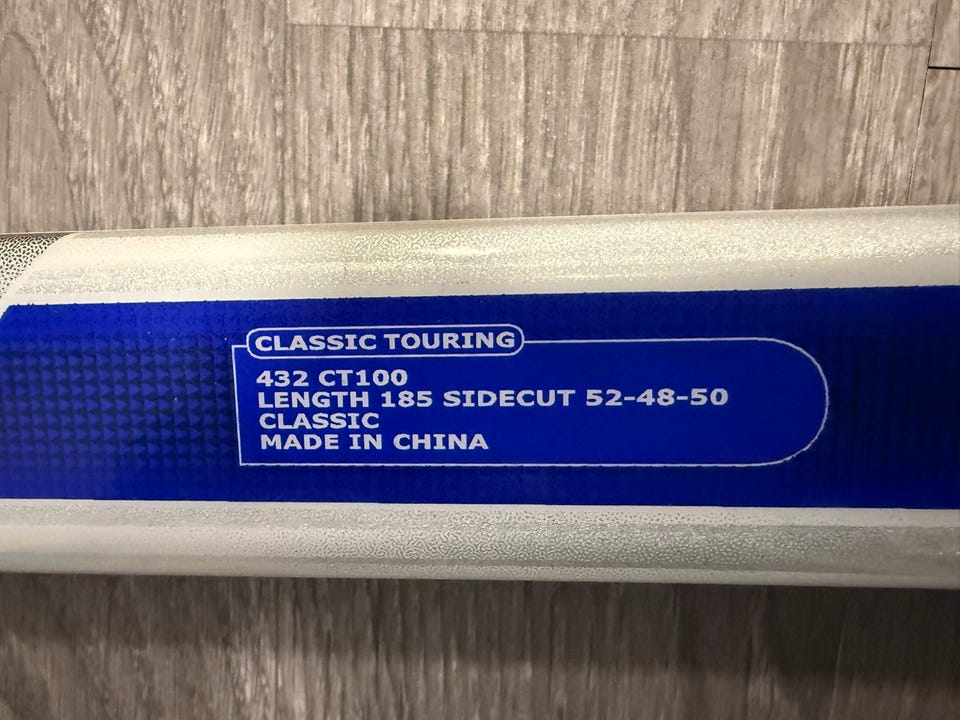 CLASSIC TOURING
432 CT100
LENGTH 185 SIDECUT 52-48-50
CLASSIC
MADE IN CHINA